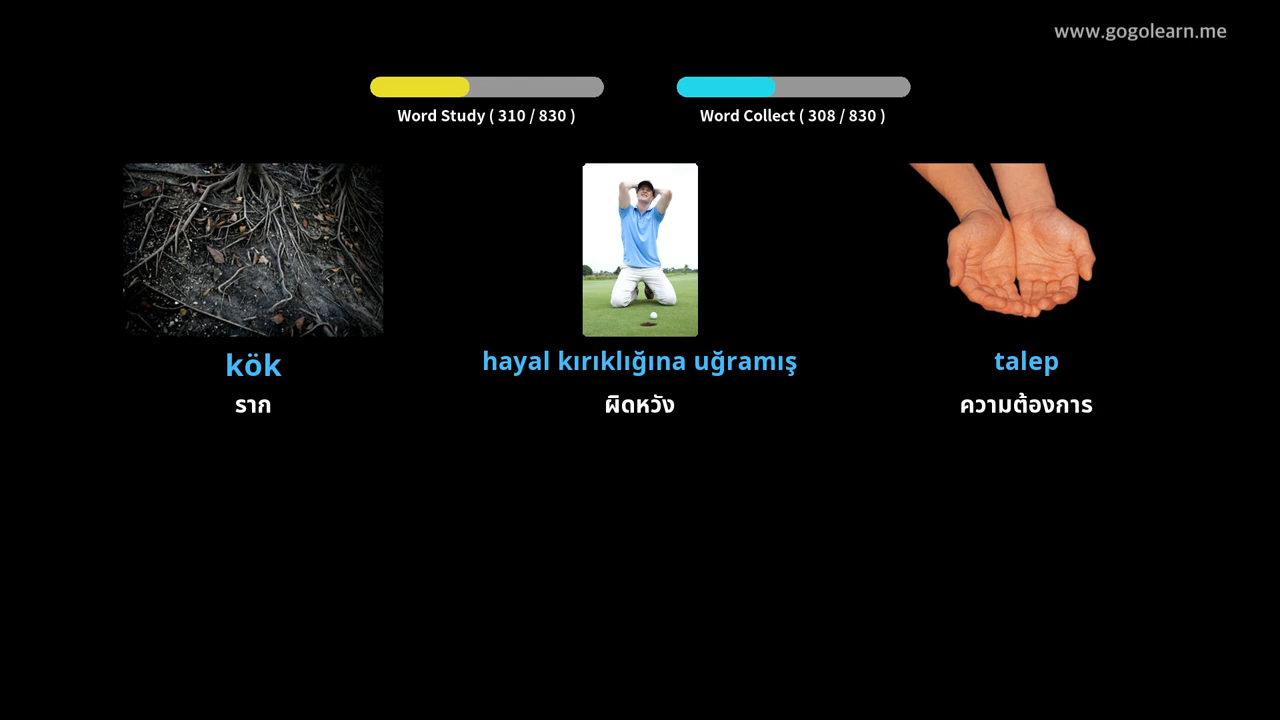 www.gogolearn.me
Word Study ( 310 / 830 )
Word Collect ( 308 / 830 )
kök
hayal kırıklığına uğramış
talep
ราก
ผิดหวัง
ความต้องการ